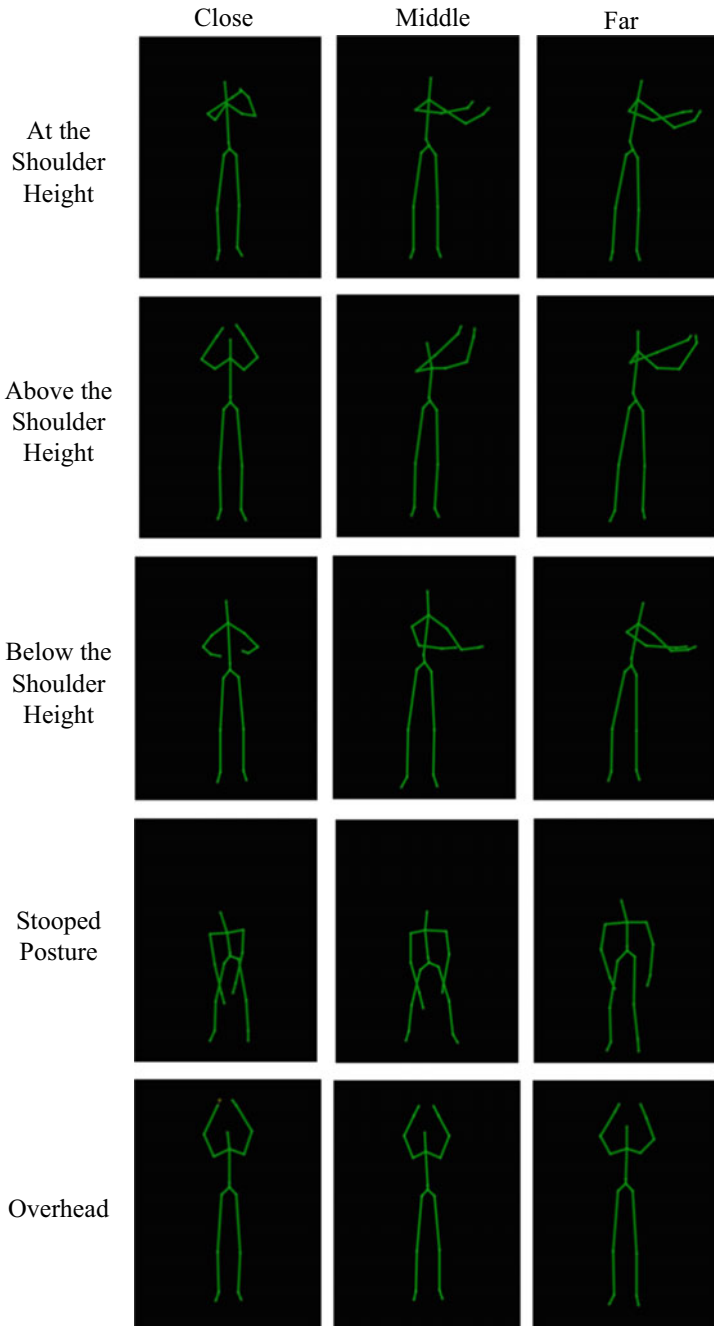 Close Middle Far
At the
Shoulder
Height
Above the
Shoulder
Height
Below the
Shoulder
Height
Stooped
Posture
Overhead